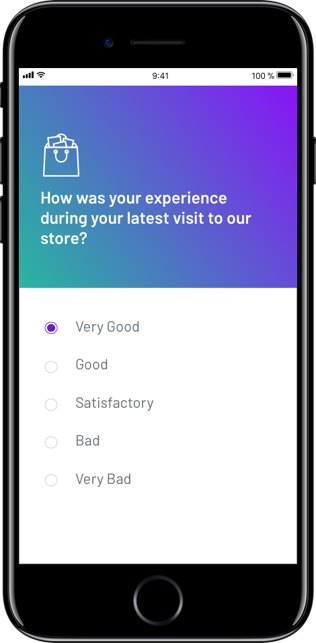 9:41
100 %
How was your experience
during your latest visit to our
store?
Very Good
Good
Satisfactory
Bad
Very Bad